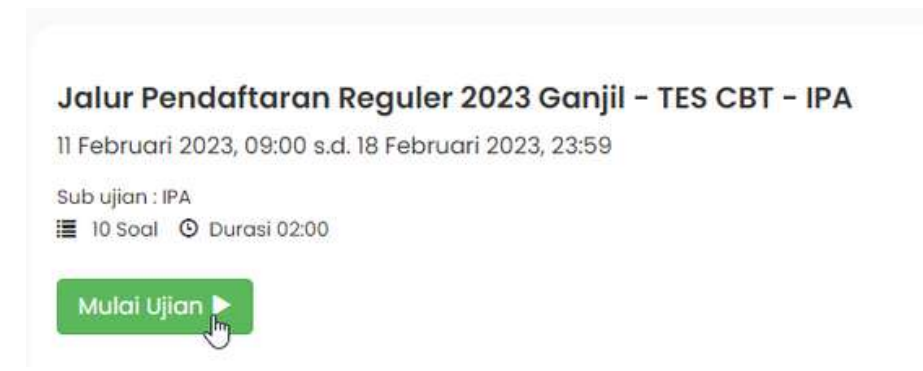 Jalur Pendaftaran Reguler 2023 Ganjil - TES CBT - IPA
11 Februari 2023, 09:00 s.d. 18 Februari 2023, 23:59
Sub ujian : IPA
10 Soal Durasi 02:00
Mulai Ujian